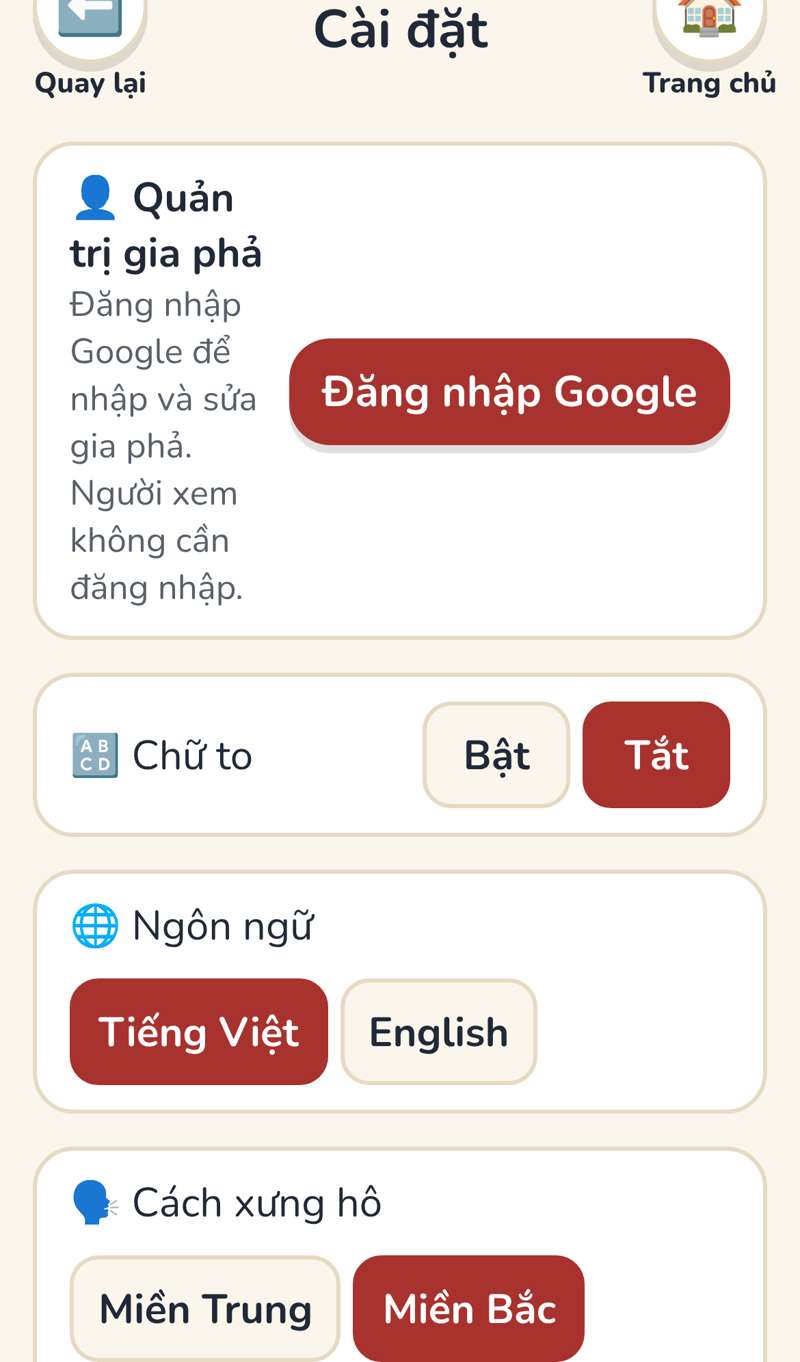 Cài đặt
Quay lại
Trang chủ
Quản
trị gia phả
Đăng nhập
Google để
nhập và sửa
gia phả.
Người xem
không cần
đăng nhập.
Đăng nhập Google
AB
CD
Chữ to
Bật
Tắt
Ngôn ngữ
Tiếng Việt
English
Cách xưng hô
Miền Trung
Miền Bắc